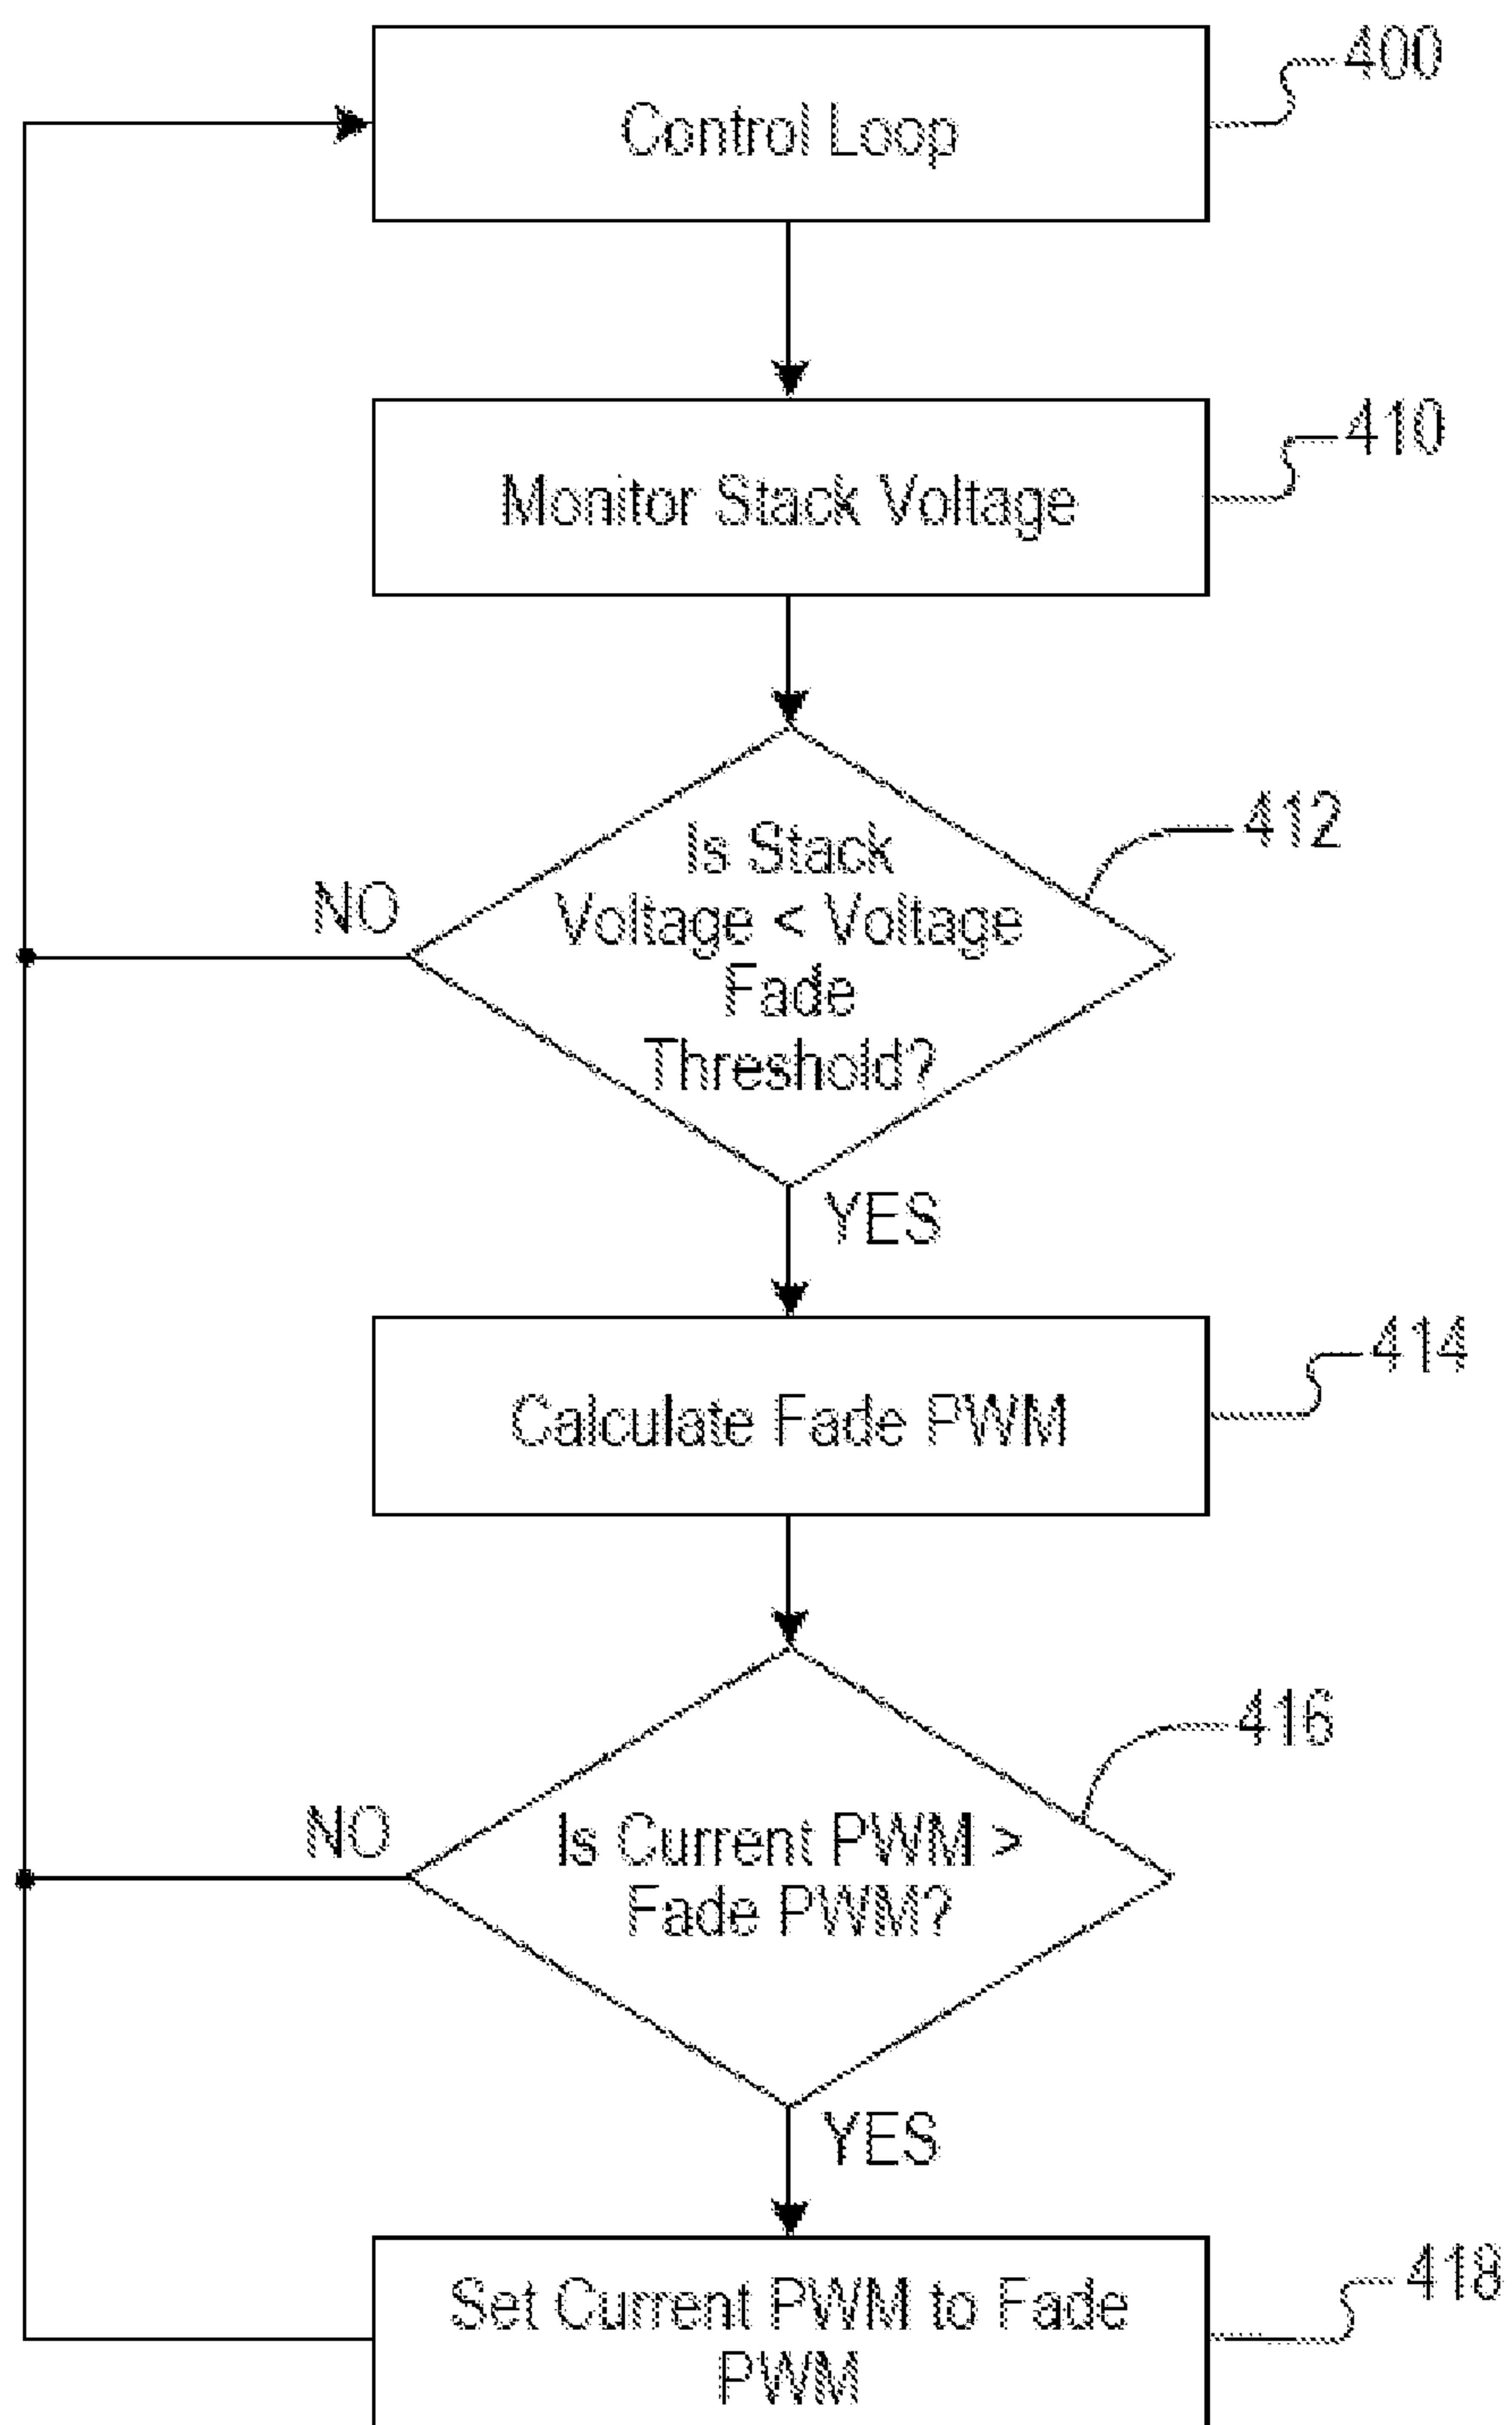 400
Control Loop
410
Monitor Stack Voltage
412
Is Stack
Voltage < Voltage
Fade
Threshold?
NO
YES
414
Calculate Fade PWM
416
Is Current PWM >
Fade PWM?
NO
YES
418
Set Current PWM to Fade
PWM